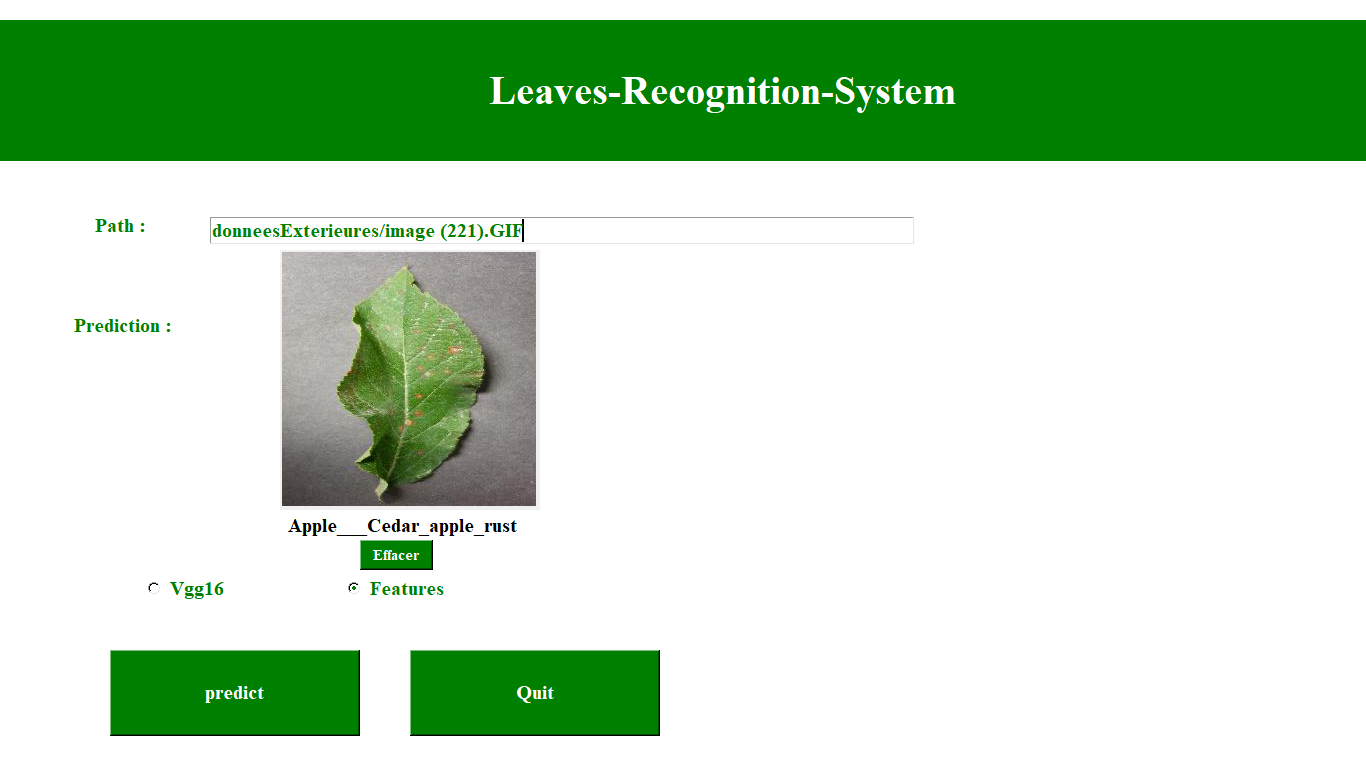 Leaves-Recognition-System
Path :
donneesExterieures/image (221).GIF
Prediction :
Apple___Cedar_apple_rust
Effacer
Vgg16
Features
predict
Quit